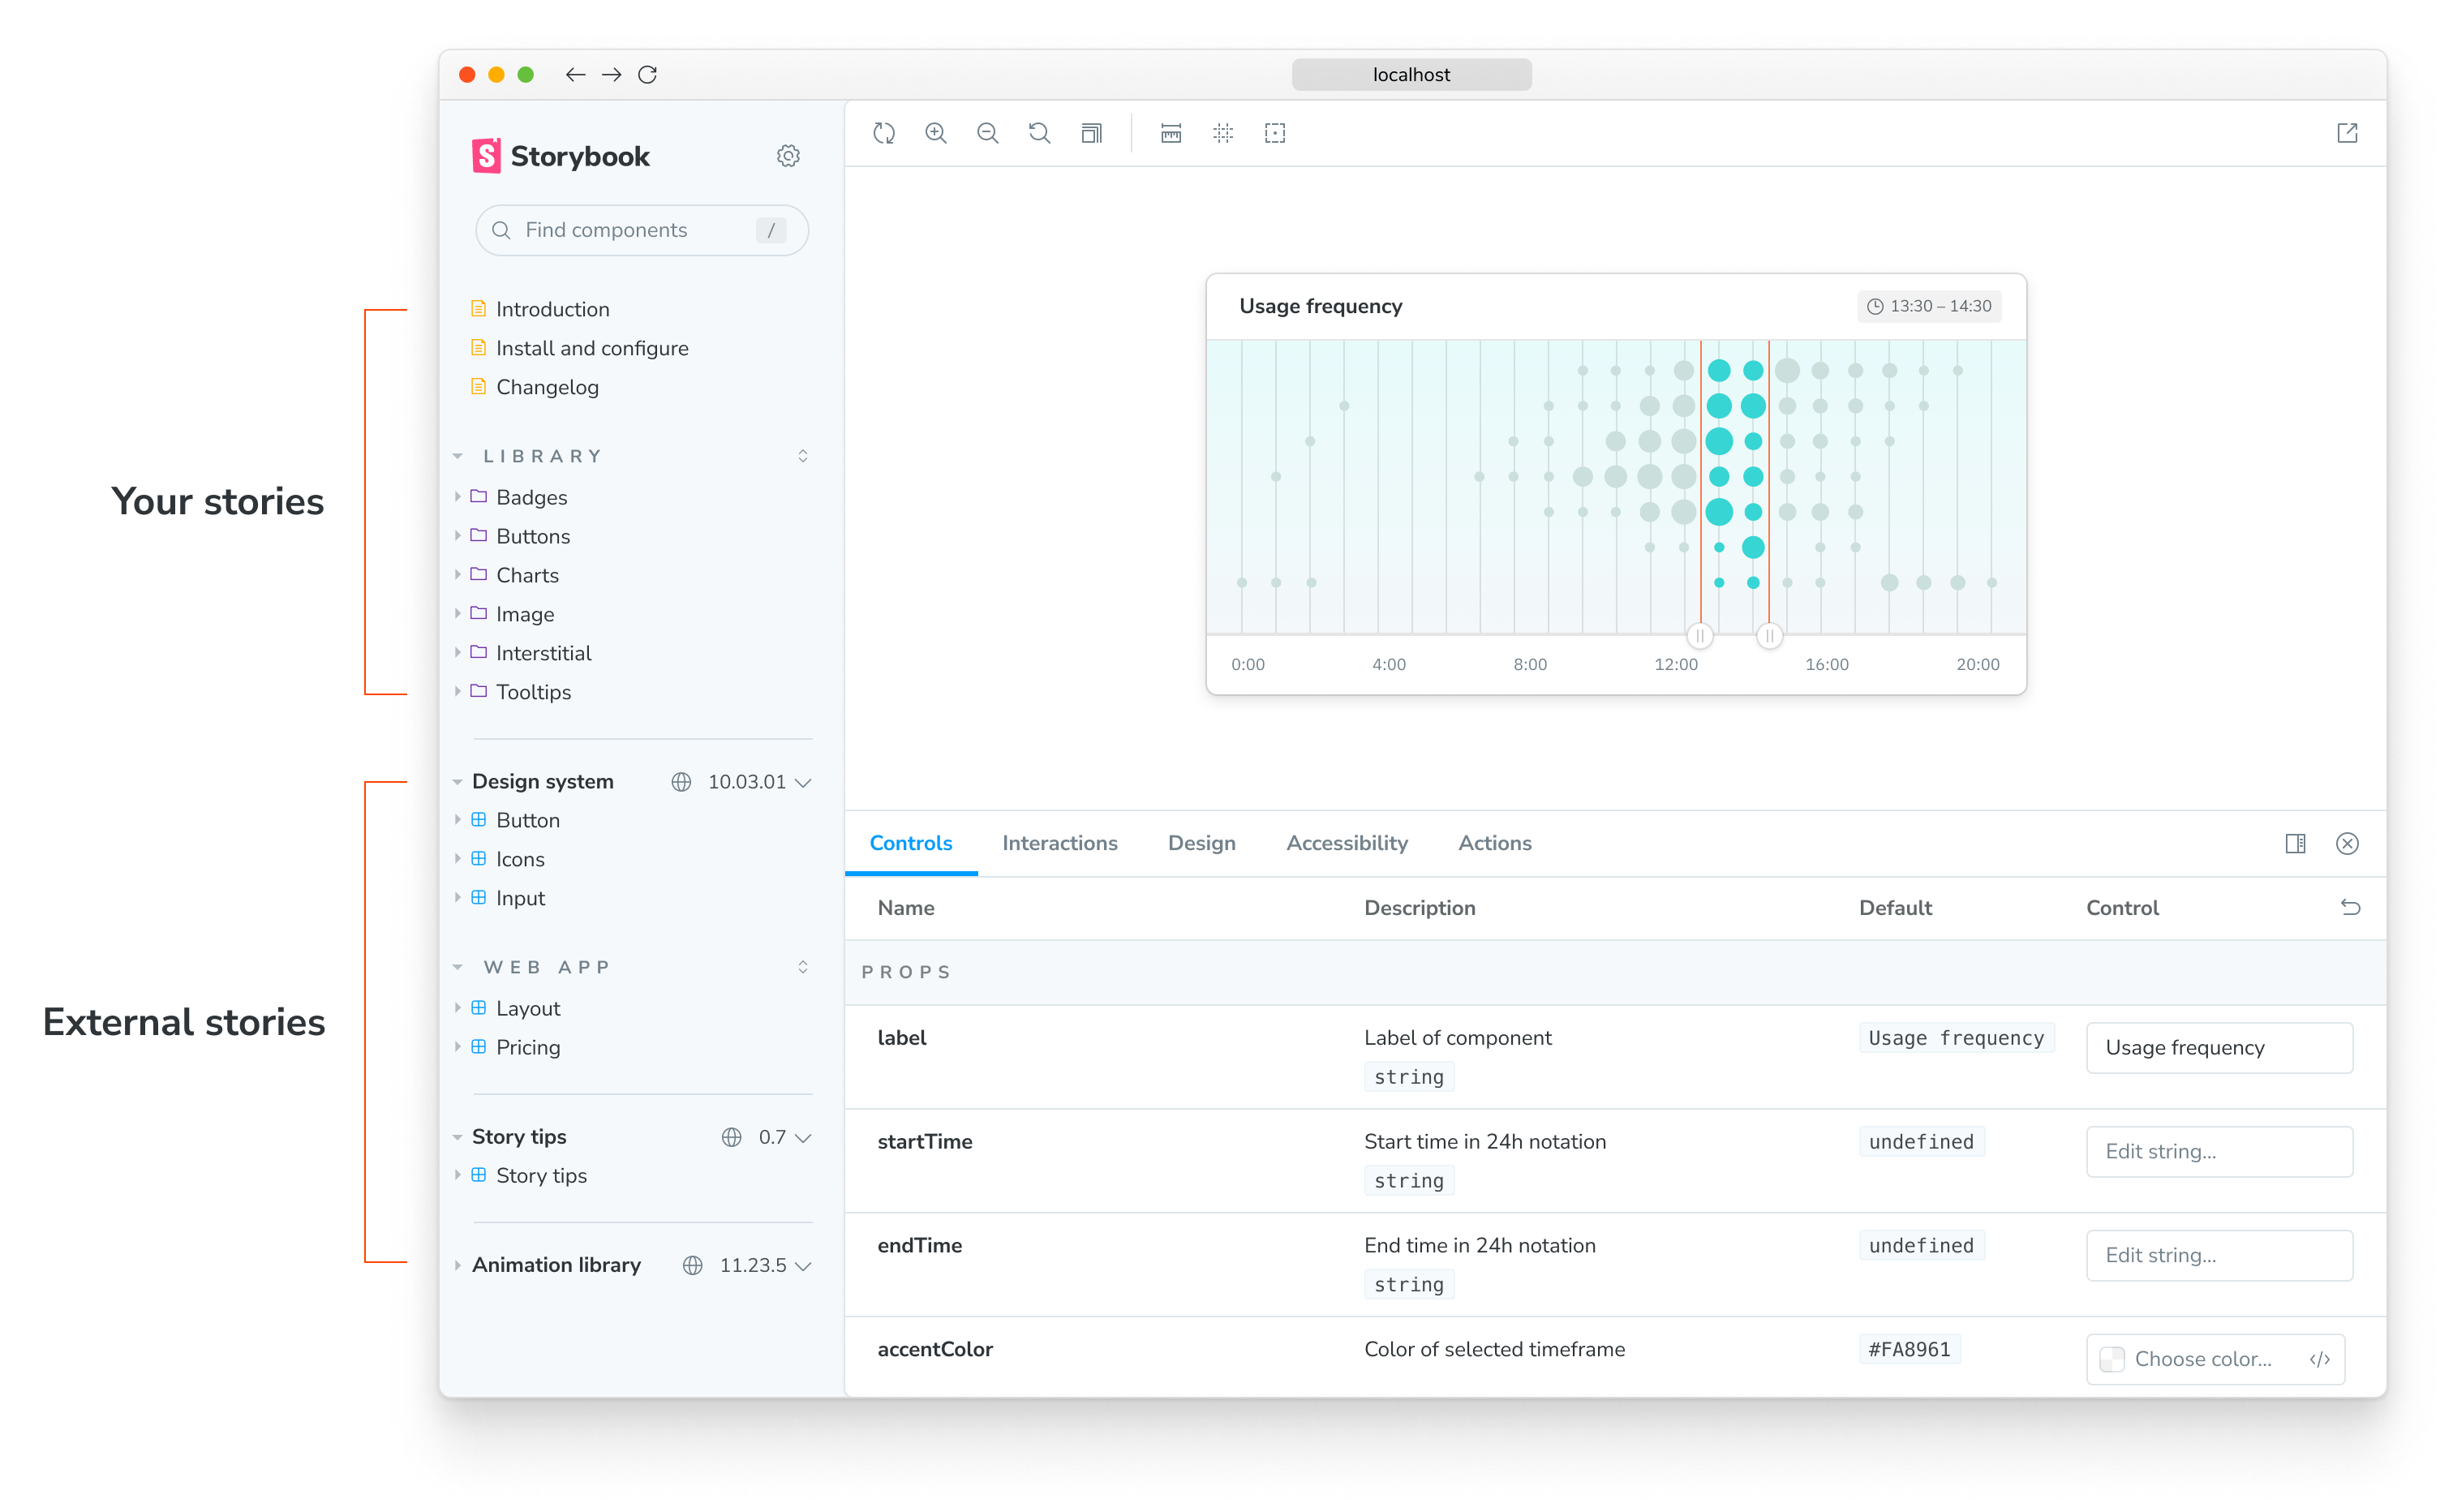 localhost
Storybook
Find components /
Introduction
Install and configure
Changelog
LIBRARY
Badges
Buttons
Charts
Image
Interstitial
Tooltips
Your stories
Design system 10.03.01
Button
Icons
Input
WEB APP
Layout
Pricing
Story tips 0.7
Story tips
Animation library 11.23.5
External stories
Usage frequency 13:30 – 14:30
0:00 4:00 8:00 12:00 16:00 20:00
Controls Interactions Design Accessibility Actions
Name Description Default Control
PROPS
label Label of component Usage frequency Usage frequency
string
startTime Start time in 24h notation undefined Edit string...
string
endTime End time in 24h notation undefined Edit string...
string
accentColor Color of selected timeframe #FA8961 Choose color...